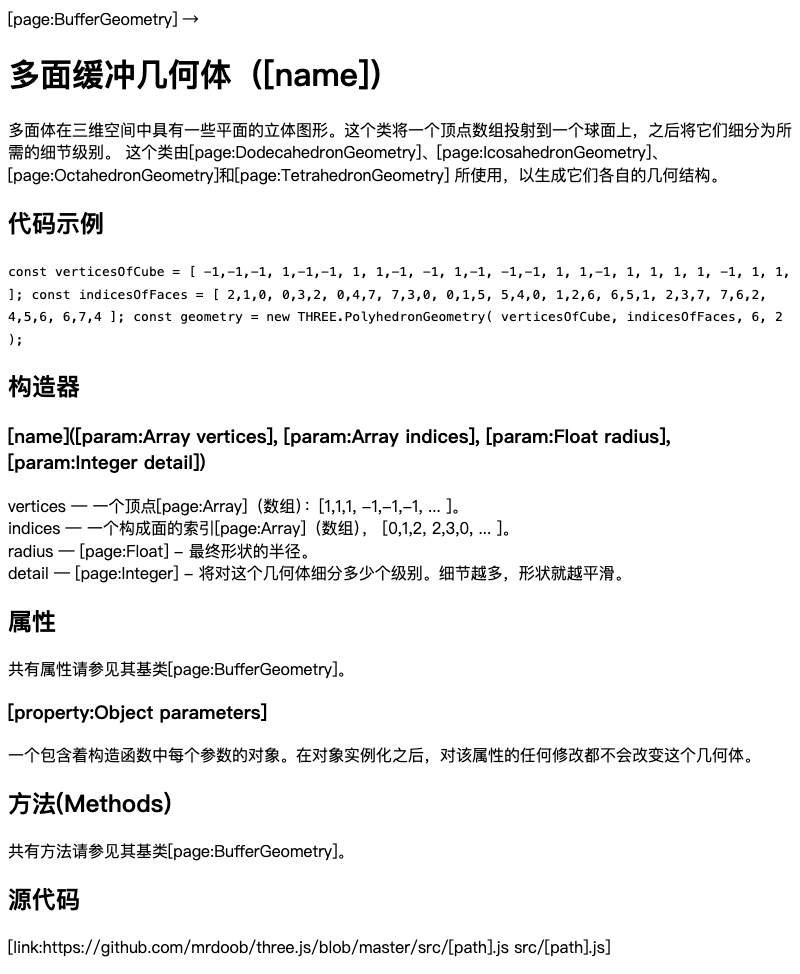 [page:BufferGeometry] →
多面缓冲几何体（[name]）
多面体在三维空间中具有一些平面的立体图形。这个类将一个顶点数组投射到一个球面上，之后将它们细分为所
需的细节级别。 这个类由[page:DodecahedronGeometry]、[page:IcosahedronGeometry]、
[page:OctahedronGeometry]和[page:TetrahedronGeometry] 所使用，以生成它们各自的几何结构。
代码示例
const verticesOfCube = [ -1,-1,-1, 1,-1,-1, 1, 1,-1, -1, 1,-1, -1,-1, 1, 1,-1, 1, 1, 1, 1, -1, 1, 1,
]; const indicesOfFaces = [ 2,1,0, 0,3,2, 0,4,7, 7,3,0, 0,1,5, 5,4,0, 1,2,6, 6,5,1, 2,3,7, 7,6,2,
4,5,6, 6,7,4 ]; const geometry = new THREE.PolyhedronGeometry( verticesOfCube, indicesOfFaces, 6, 2
);
构造器
[name]([param:Array vertices], [param:Array indices], [param:Float radius],
[param:Integer detail])
vertices — 一个顶点[page:Array]（数组）：[1,1,1, -1,-1,-1, ... ]。
indices — 一个构成面的索引[page:Array]（数组）， [0,1,2, 2,3,0, ... ]。
radius — [page:Float] - 最终形状的半径。
detail — [page:Integer] - 将对这个几何体细分多少个级别。细节越多，形状就越平滑。
属性
共有属性请参见其基类[page:BufferGeometry]。
[property:Object parameters]
一个包含着构造函数中每个参数的对象。在对象实例化之后，对该属性的任何修改都不会改变这个几何体。
方法(Methods)
共有方法请参见其基类[page:BufferGeometry]。
源代码
[link:https://github.com/mrdoob/three.js/blob/master/src/[path].js src/[path].js]